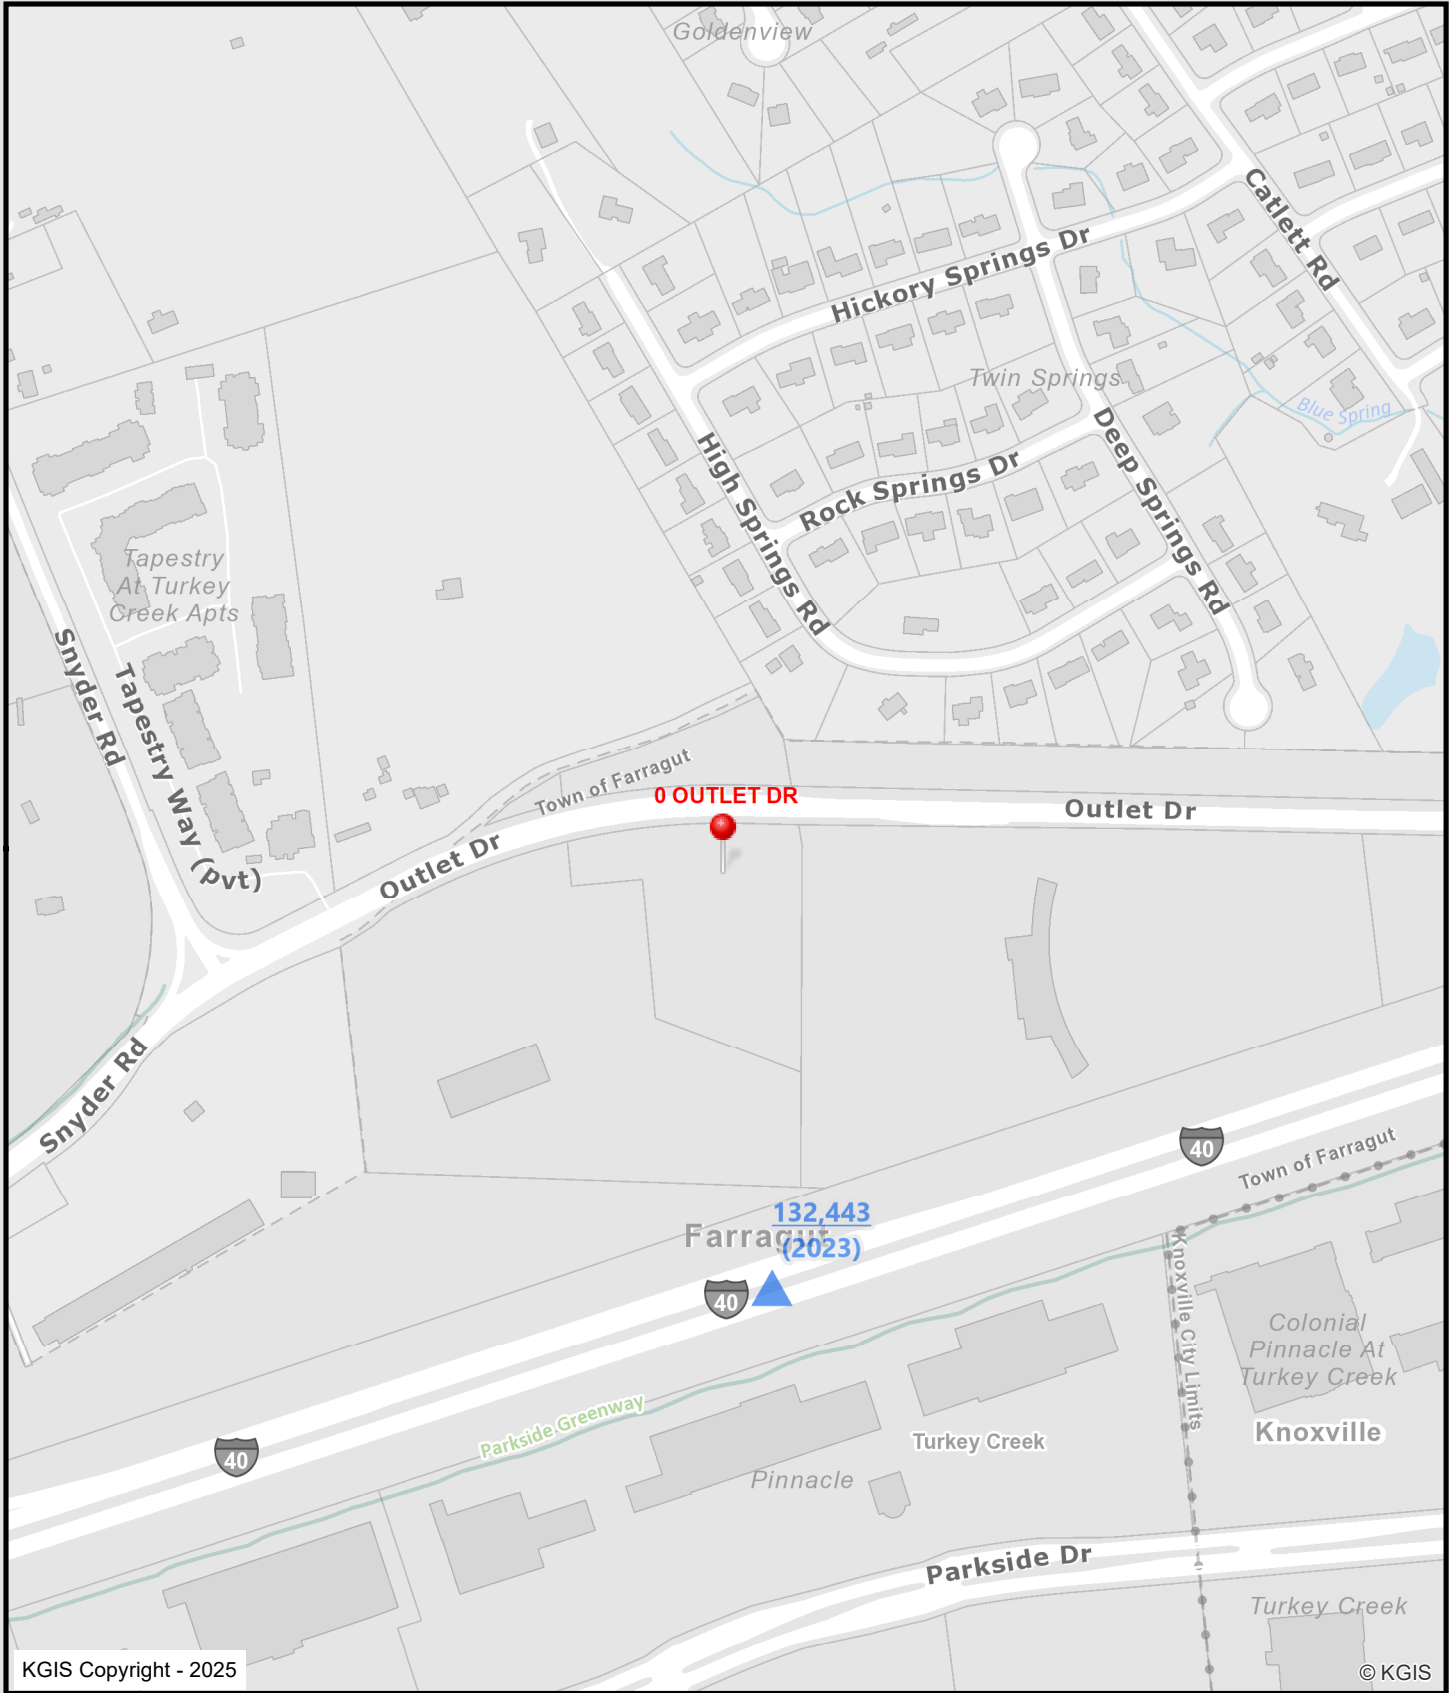 Goldenview
Catlett Rd
Hickory Springs Dr
Twin Springs
Blue Spring
High Springs Rd
Rock Springs Dr
Deep Springs Rd
Tapestry
At Turkey
Creek Apts
Snyder Rd
Tapestry Way (pvt)
Town of Farragut
0 OUTLET DR
Outlet Dr
Outlet Dr
Snyder Rd
40
Town of Farragut
132,443
(2023)
Farragut
40
Knoxville City Limits
Colonial
Pinnacle At
Turkey Creek
Parkside Greenway
Knoxville
Turkey Creek
40
Pinnacle
Parkside Dr
Turkey Creek
KGIS Copyright - 2025
© KGIS